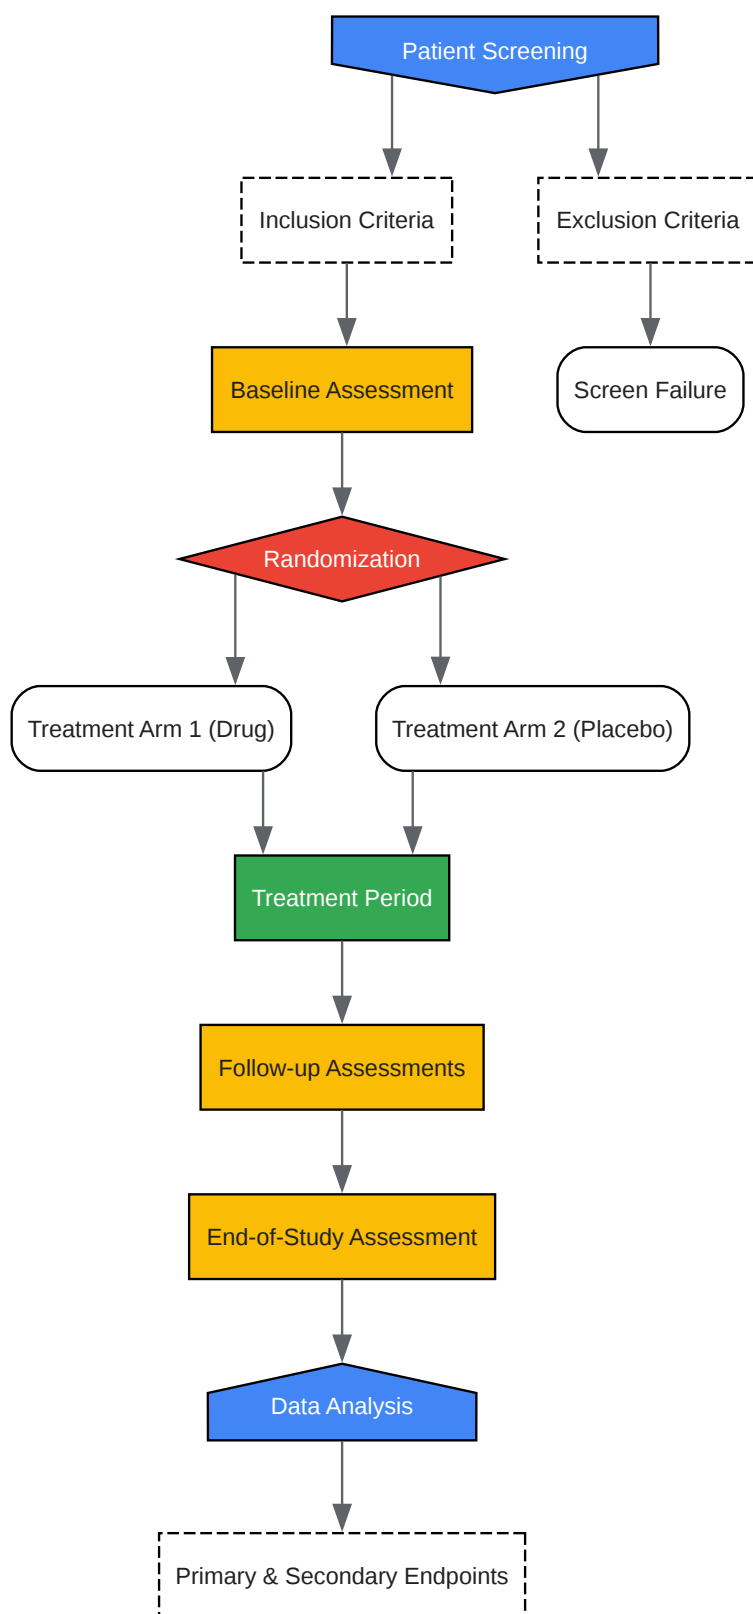 Patient Screening
Inclusion Criteria
Exclusion Criteria
Baseline Assessment
Screen Failure
Randomization
Treatment Arm 1 (Drug)
Treatment Arm 2 (Placebo)
Treatment Period
Follow-up Assessments
End-of-Study Assessment
Data Analysis
Primary & Secondary Endpoints